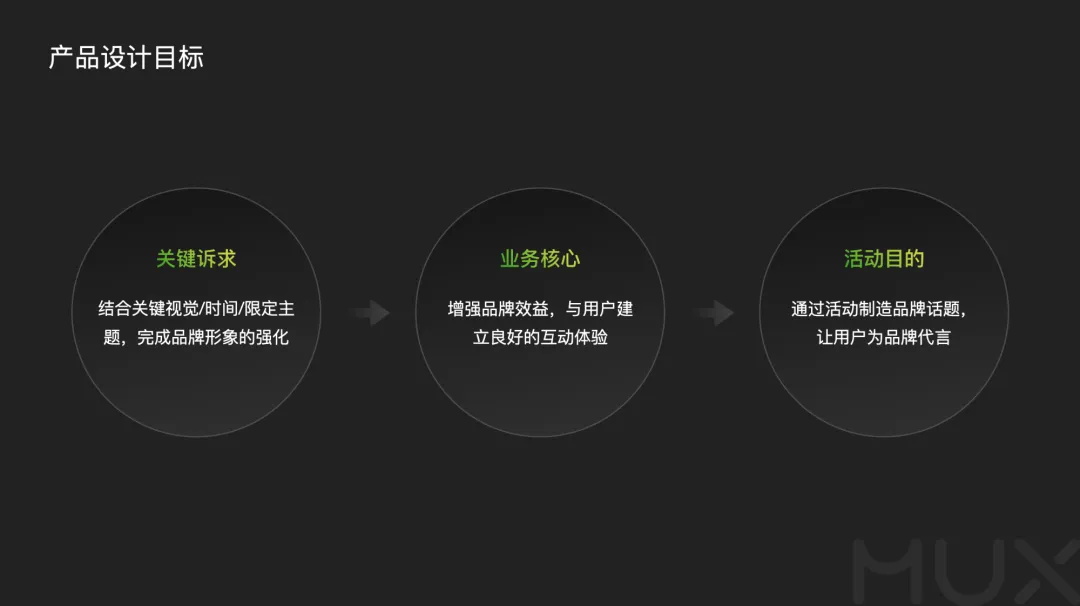 产品设计目标
关键诉求
结合关键视觉/时间/限定主
题，完成品牌形象的强化
业务核心
增强品牌效益，与用户建
立良好的互动体验
活动目的
通过活动制造品牌话题，
让用户为品牌代言
MUX